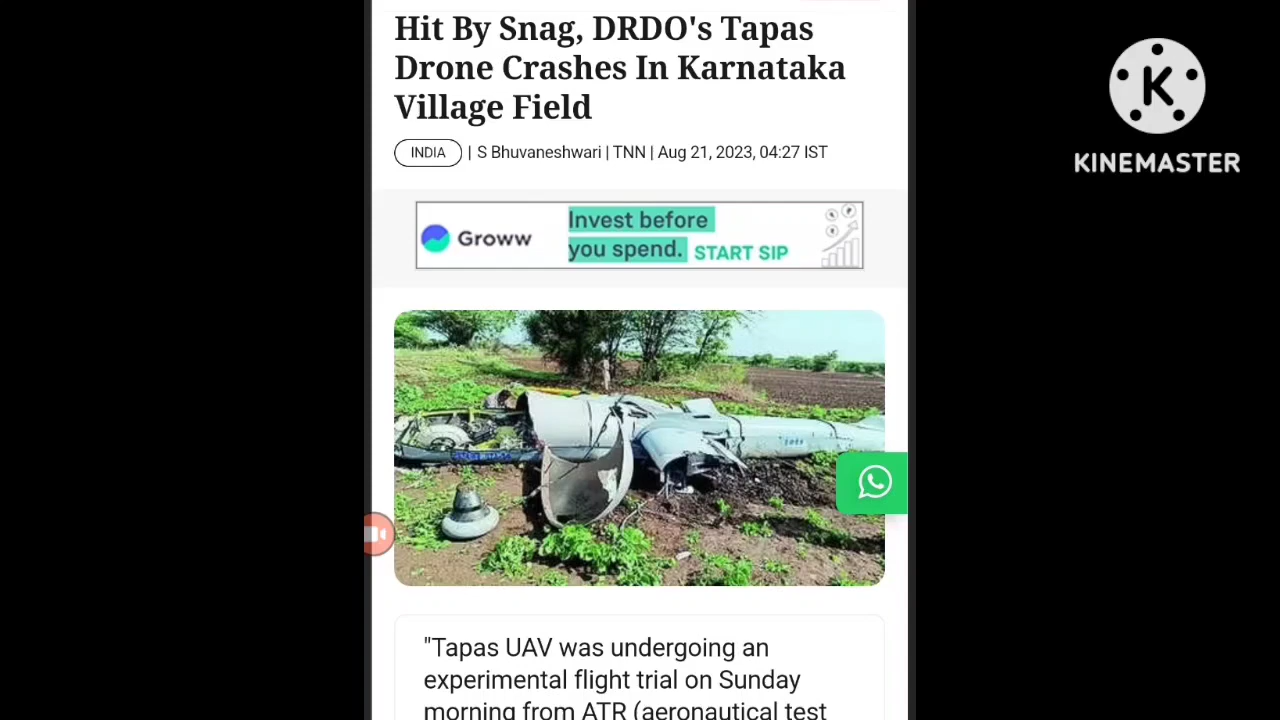 Hit By Snag, DRDO's Tapas
Drone Crashes In Karnataka
Village Field
INDIA | S Bhuvaneshwari | TNN | Aug 21, 2023, 04:27 IST
Groww
Invest before
you spend. START SIP
"Tapas UAV was undergoing an
experimental flight trial on Sunday
morning from ATR (aeronautical test
K
KINEMASTER